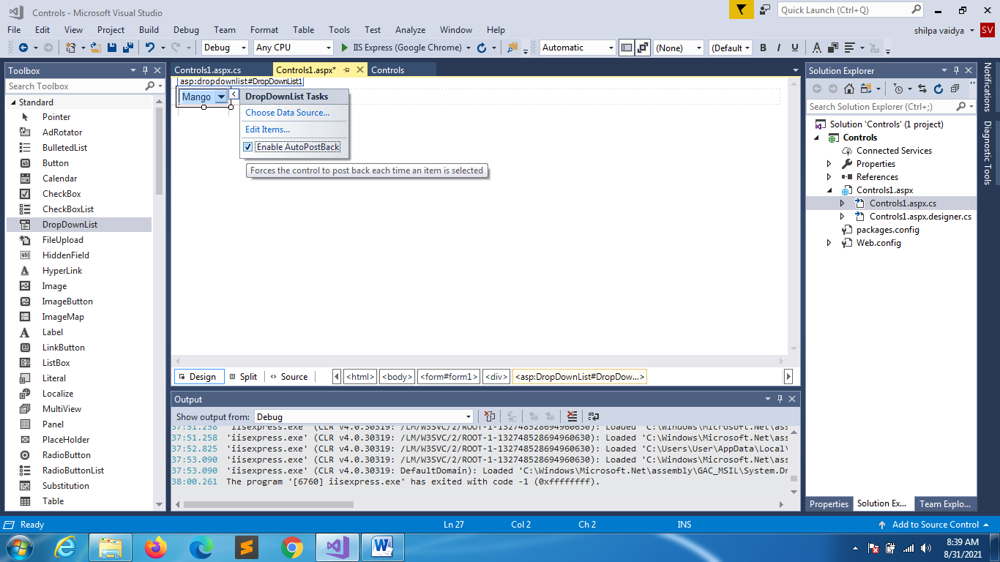 Controls - Microsoft Visual Studio
Quick Launch (Ctrl+Q)
File Edit View Project Build Debug Team Format Table Tools Test Analyze Window Help
shilpa vaidya SV
Debug Any CPU IIS Express (Google Chrome) Automatic (None) (Default B I U A
Toolbox
Search Toolbox
Standard
Pointer
AdRotator
BulletedList
Button
Calendar
CheckBox
CheckBoxList
DropDownList
FileUpload
HiddenField
HyperLink
Image
ImageButton
ImageMap
Label
LinkButton
ListBox
Literal
Localize
MultiView
Panel
PlaceHolder
RadioButton
RadioButtonList
Substitution
Table
Controls1.aspx.cs Controls1.aspx* Controls
asp:dropdownlist#DropDownList1
Mango
DropDownList Tasks
Choose Data Source...
Edit Items...
Enable AutoPostBack
Forces the control to post back each time an item is selected
Design Split Source <html> <body> <form#form1> <div> <asp:DropDownList#DropDow...>
Output
Show output from: Debug
37:51.258 'iisexpress.exe' (CLR v4.0.30319: /LM/W3SVC/2/ROOT-1-132748528694960630): Loaded 'C:\Windows\Microsoft.Net\ass
37:51.258 'iisexpress.exe' (CLR v4.0.30319: /LM/W3SVC/2/ROOT-1-132748528694960630): Loaded 'C:\Windows\Microsoft.Net\ass
37:52.825 'iisexpress.exe' (CLR v4.0.30319: /LM/W3SVC/2/ROOT-1-132748528694960630): Loaded 'C:\Users\User\AppData\Local\
37:53.090 'iisexpress.exe' (CLR v4.0.30319: /LM/W3SVC/2/ROOT-1-132748528694960630): Loaded 'C:\Windows\Microsoft.Net\ass
37:53.090 'iisexpress.exe' (CLR v4.0.30319: DefaultDomain): Loaded 'C:\Windows\Microsoft.Net\assembly\GAC_MSIL\System.Dr
38:00.261 The program '[6760] iisexpress.exe' has exited with code -1 (0xffffffff).
Solution Explorer
Search Solution Explorer (Ctrl+;)
Solution 'Controls' (1 project)
Controls
Connected Services
Properties
References
Controls1.aspx
Controls1.aspx.cs
Controls1.aspx.designer.cs
packages.config
Web.config
Properties Solution Ex... Team Explo...
Notifications
Diagnostic Tools
Ready Ln 27 Col 2 Ch 2 INS Add to Source Control
8:39 AM
8/31/2021